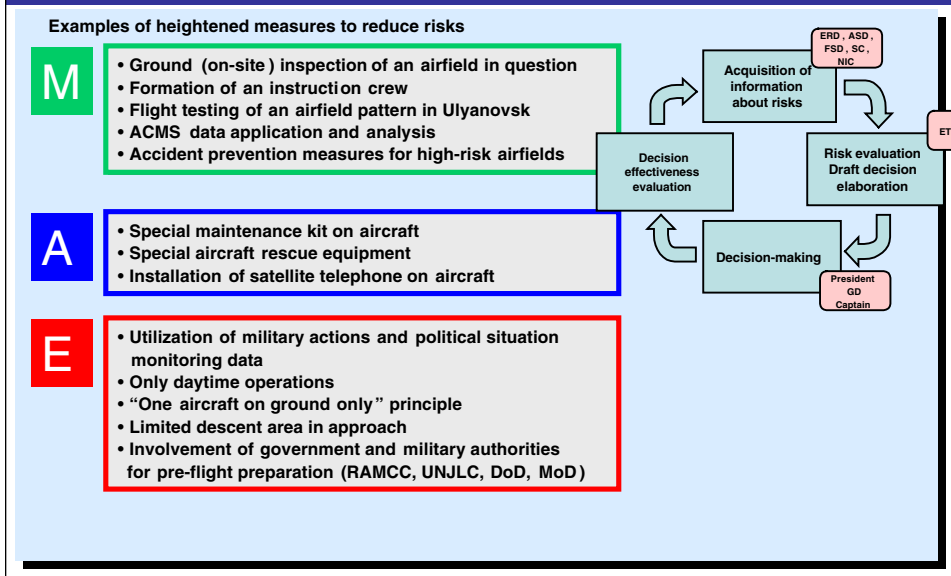 Examples of heightened measures to reduce risks
M
• Ground (on-site) inspection of an airfield in question
• Formation of an instruction crew
• Flight testing of an airfield pattern in Ulyanovsk
• ACMS data application and analysis
• Accident prevention measures for high-risk airfields
A
• Special maintenance kit on aircraft
• Special aircraft rescue equipment
• Installation of satellite telephone on aircraft
E
• Utilization of military actions and political situation
monitoring data
• Only daytime operations
• “One aircraft on ground only” principle
• Limited descent area in approach
• Involvement of government and military authorities
for pre-flight preparation (RAMCC, UNJLC, DoD, MoD)
ERD, ASD,
FSD, SC,
NIC
Acquisition of
information
about risks
ET
Risk evaluation
Draft decision
elaboration
Decision-making
President
GD
Captain
Decision
effectiveness
evaluation